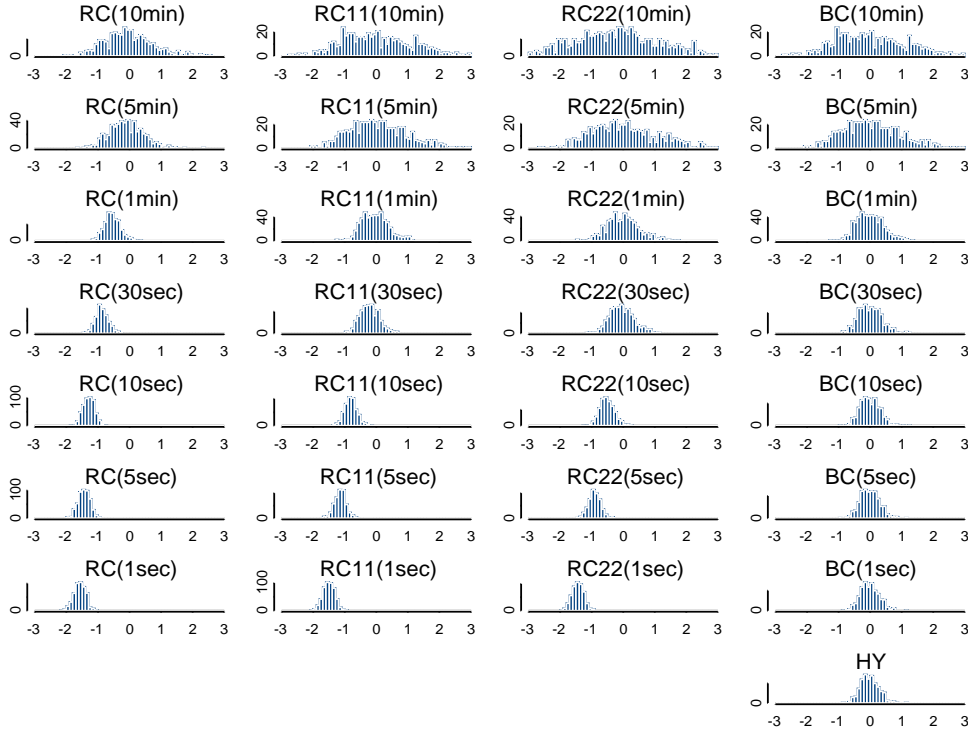 RC(10min) RC11(10min) RC22(10min) BC(10min)
0 20 0 0 20
-3 -2 -1 0 1 2 3 -3 -2 -1 0 1 2 3 -3 -2 -1 0 1 2 3 -3 -2 -1 0 1 2 3
RC(5min) RC11(5min) RC22(5min) BC(5min)
0 40 0 20 0 20 0 20
-3 -2 -1 0 1 2 3 -3 -2 -1 0 1 2 3 -3 -2 -1 0 1 2 3 -3 -2 -1 0 1 2 3
RC(1min) RC11(1min) RC22(1min) BC(1min)
0 0 40 0 40 0 40
-3 -2 -1 0 1 2 3 -3 -2 -1 0 1 2 3 -3 -2 -1 0 1 2 3 -3 -2 -1 0 1 2 3
RC(30sec) RC11(30sec) RC22(30sec) BC(30sec)
0 0 0 0
-3 -2 -1 0 1 2 3 -3 -2 -1 0 1 2 3 -3 -2 -1 0 1 2 3 -3 -2 -1 0 1 2 3
RC(10sec) RC11(10sec) RC22(10sec) BC(10sec)
0 100 0 0 0
-3 -2 -1 0 1 2 3 -3 -2 -1 0 1 2 3 -3 -2 -1 0 1 2 3 -3 -2 -1 0 1 2 3
RC(5sec) RC11(5sec) RC22(5sec) BC(5sec)
0 100 0 0 0
-3 -2 -1 0 1 2 3 -3 -2 -1 0 1 2 3 -3 -2 -1 0 1 2 3 -3 -2 -1 0 1 2 3
RC(1sec) RC11(1sec) RC22(1sec) BC(1sec)
0 0 100 0 0
-3 -2 -1 0 1 2 3 -3 -2 -1 0 1 2 3 -3 -2 -1 0 1 2 3 -3 -2 -1 0 1 2 3
HY
0
-3 -2 -1 0 1 2 3